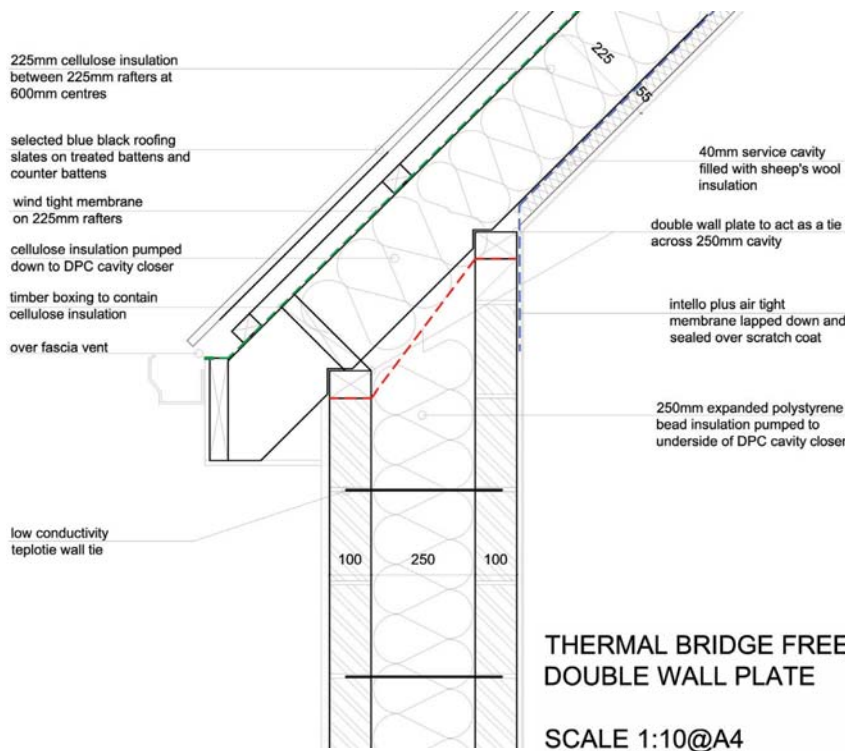 225mm cellulose insulation
between 225mm rafters at
600mm centres
selected blue black roofing
slates on treated battens and
counter battens
wind tight membrane
on 225mm rafters
cellulose insulation pumped
down to DPC cavity closer
timber boxing to contain
cellulose insulation
over fascia vent
low conductivity
teplotie wall tie
225
55
40mm service cavity
filled with sheep's wool
insulation
double wall plate to act as a tie
across 250mm cavity
intello plus air tight
membrane lapped down and
sealed over scratch coat
250mm expanded polystyrene
bead insulation pumped to
underside of DPC cavity closer
100 250 100
THERMAL BRIDGE FREE
DOUBLE WALL PLATE
SCALE 1:10@A4